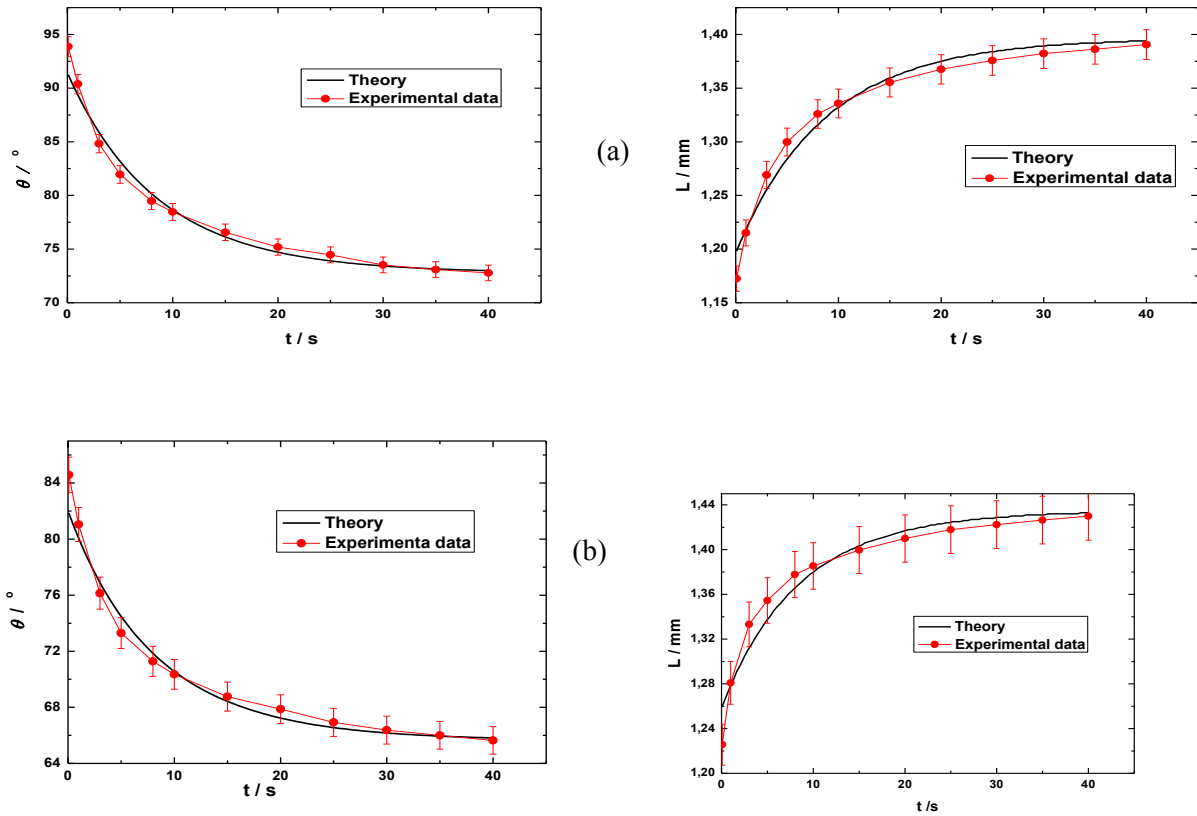 95
90
85
80
75
70
θ / °
0
10
20
30
40
t / s
Theory
Experimental data
(a)
1,40
1,35
1,30
1,25
1,20
1,15
L / mm
0
10
20
30
40
t / s
Theory
Experimental data
84
80
76
72
68
64
θ / °
0
10
20
30
40
t / s
Theory
Experimenta data
(b)
1,44
1,40
1,36
1,32
1,28
1,24
1,20
L / mm
0
10
20
30
40
t /s
Theory
Experimental data